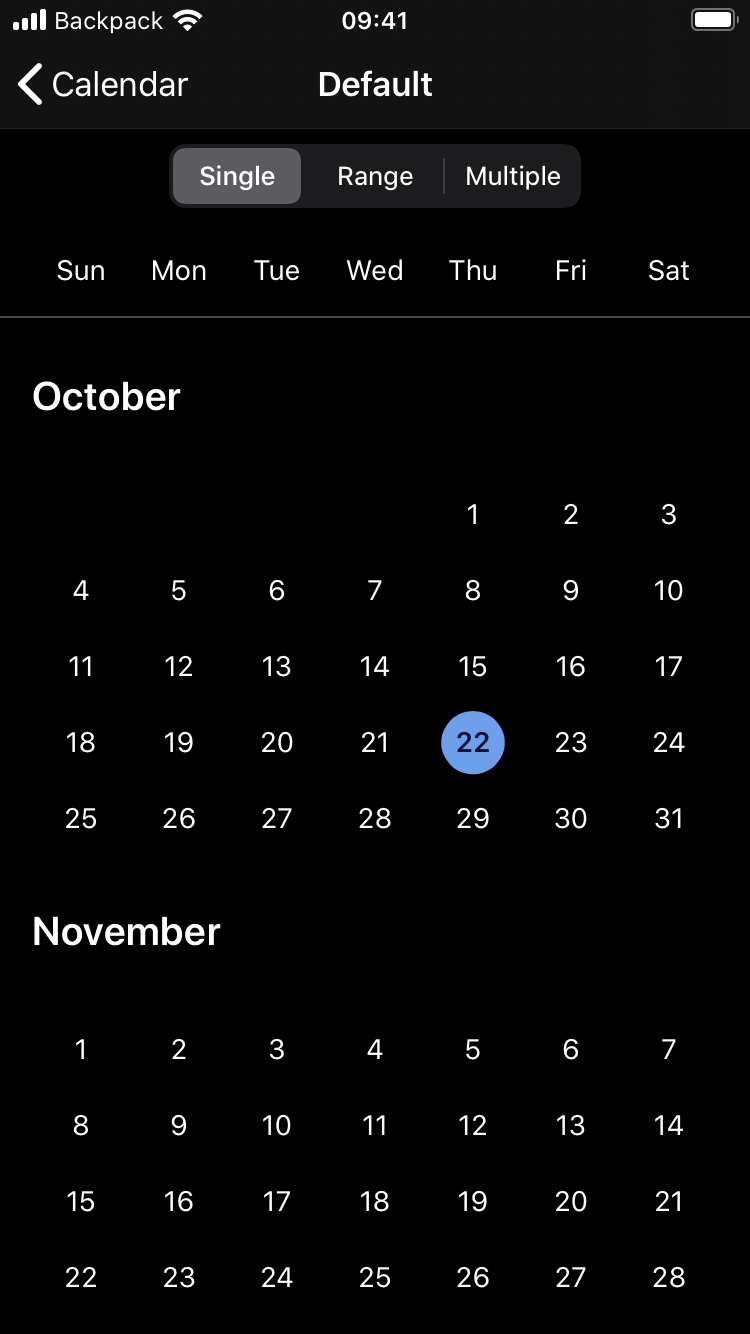 Backpack 09:41
Calendar Default
Single Range Multiple
Sun Mon Tue Wed Thu Fri Sat
October
1 2 3
4 5 6 7 8 9 10
11 12 13 14 15 16 17
18 19 20 21 22 23 24
25 26 27 28 29 30 31
November
1 2 3 4 5 6 7
8 9 10 11 12 13 14
15 16 17 18 19 20 21
22 23 24 25 26 27 28